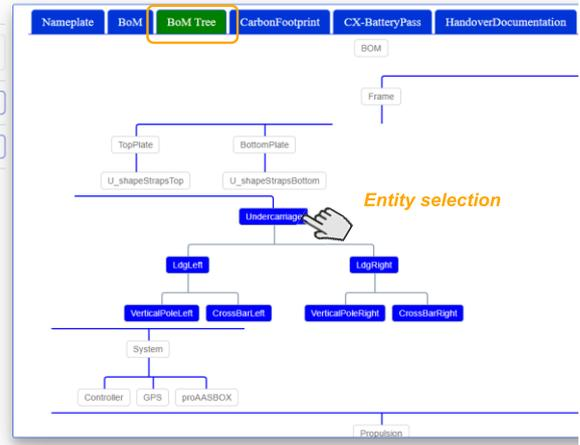 Nameplate BoM BoM Tree CarbonFootprint CX-BatteryPass HandoverDocumentation
BOM
Frame
TopPlate BottomPlate
U_shapeStrapsTop U_shapeStrapsBottom
Entity selection
Undercarriage
LdgLeft LdgRight
VerticalPoleLeft CrossBarLeft VerticalPoleRight CrossBarRight
System
Controller GPS proAASBOX
Propulsion